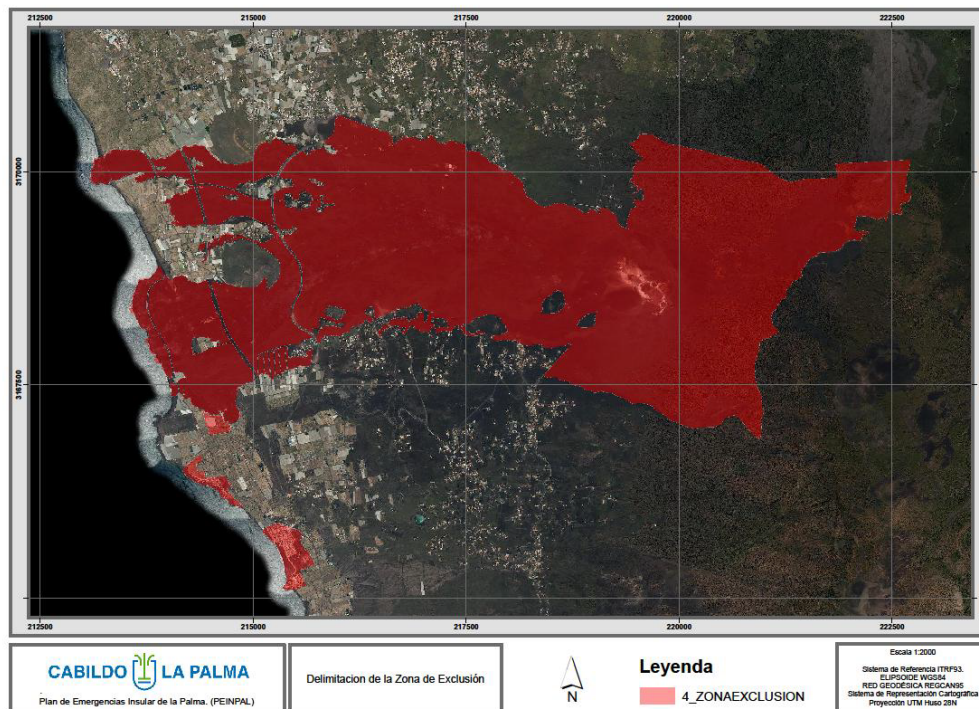 212500 215000 217500 220000 222500
3170000
3167500
212500 215000 217500 220000 222500
CABILDO LA PALMA
Plan de Emergencias Insular de la Palma. (PEINPAL)
Delimitacion de la Zona de Exclusión
N
Leyenda
4_ZONAEXCLUSION
Escala 1:2000
Sistema de Referencia ITRF93.
ELIPSOIDE WGS84
RED GEODÉSICA REGCAN95
Sistema de Representación Cartográfica
Proyección UTM Huso 28N